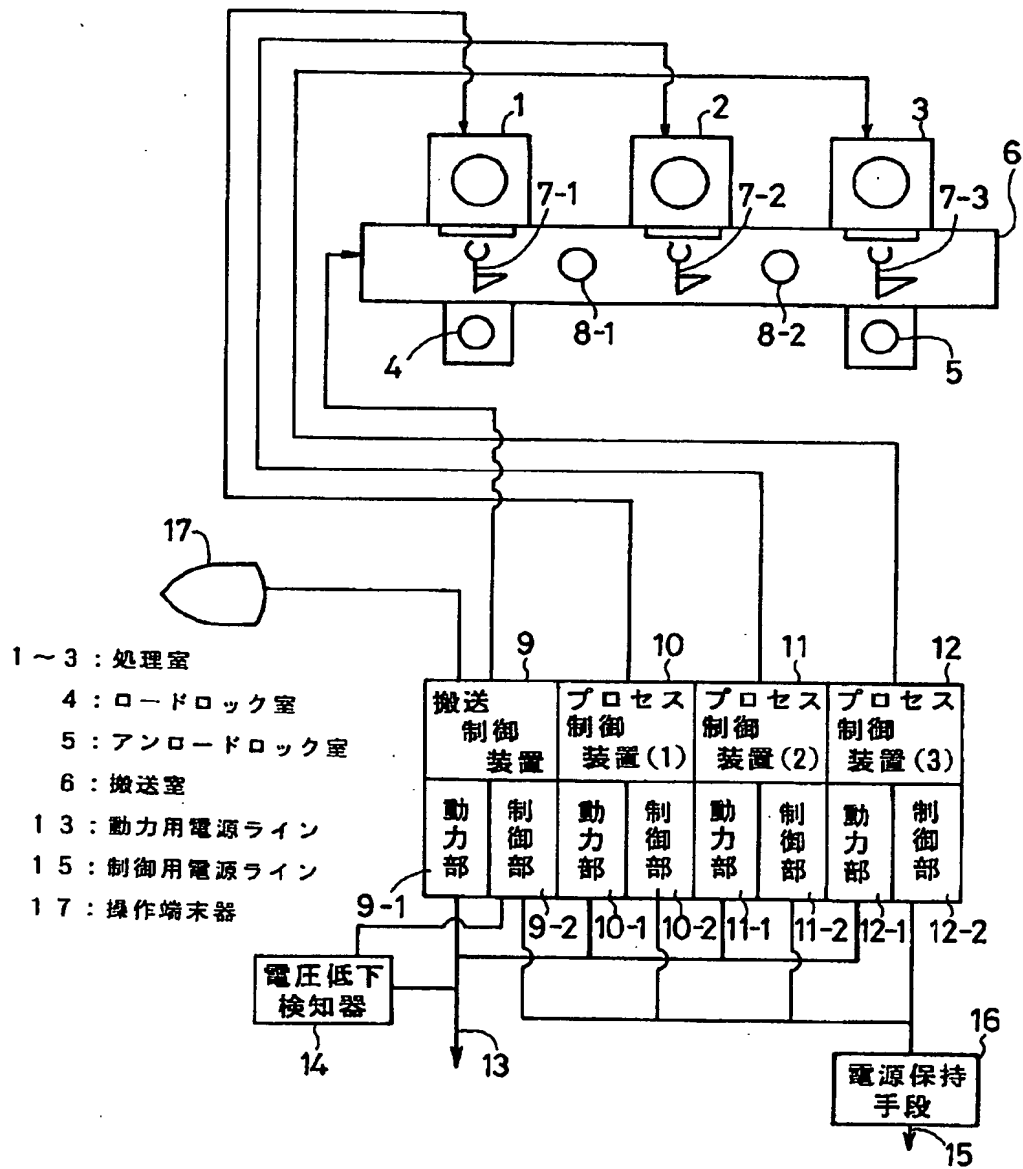 1
2
3
6
7-1
7-2
7-3
8-1
8-2
4
5
17
1～3：処理室
4：ロードロック室
5：アンロードロック室
6：搬送室
13：動力用電源ライン
15：制御用電源ライン
17：操作端末器
9
10
11
12
搬送
制御
装置
プロセス
制御
装置(1)
プロセス
制御
装置(2)
プロセス
制御
装置(3)
動力部
制御部
動力部
制御部
動力部
制御部
動力部
制御部
9-1
9-2
10-1
10-2
11-1
11-2
12-1
12-2
電圧低下
検知器
14
13
16
電源保持
手段
15